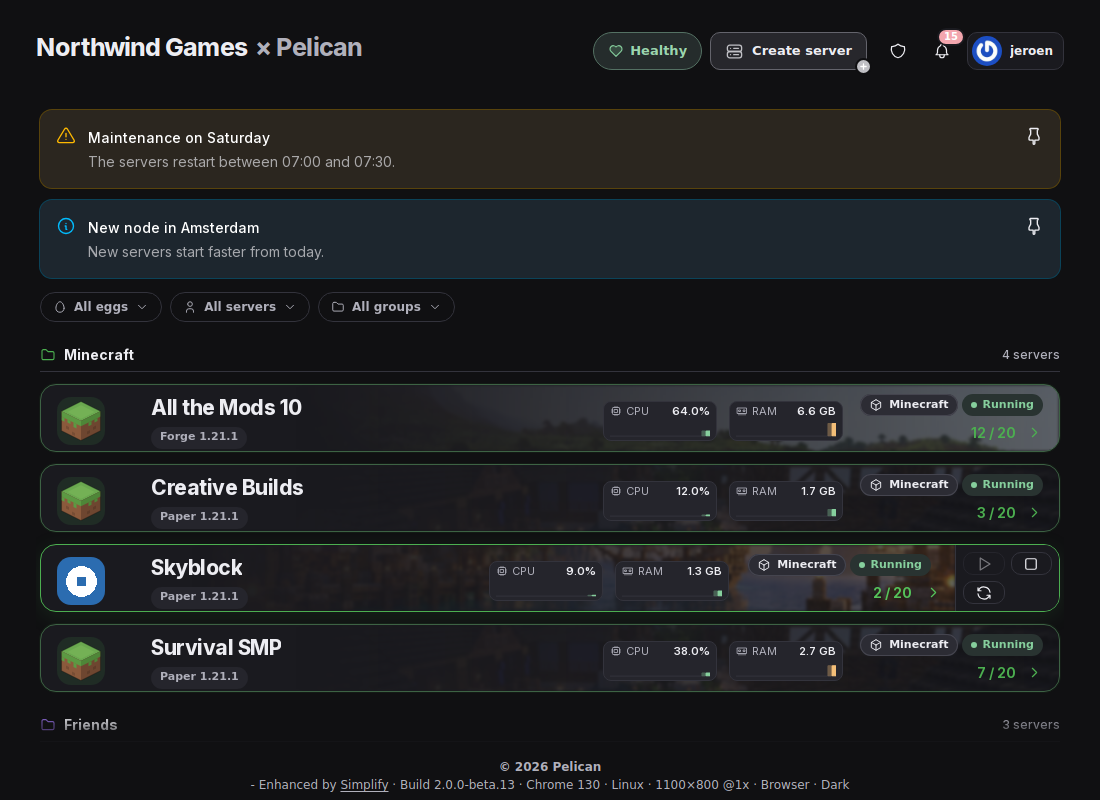 Northwind Games × Pelican
Healthy
Create server
15
jeroen
Maintenance on Saturday
The servers restart between 07:00 and 07:30.
New node in Amsterdam
New servers start faster from today.
All eggs
All servers
All groups
Minecraft
4 servers
All the Mods 10
Forge 1.21.1
CPU 64.0%
RAM 6.6 GB
Minecraft
Running
12 / 20
Creative Builds
Paper 1.21.1
CPU 12.0%
RAM 1.7 GB
Minecraft
Running
3 / 20
Skyblock
Paper 1.21.1
CPU 9.0%
RAM 1.3 GB
Minecraft
Running
2 / 20
Survival SMP
Paper 1.21.1
CPU 38.0%
RAM 2.7 GB
Minecraft
Running
7 / 20
Friends
3 servers
© 2026 Pelican
- Enhanced by Simplify · Build 2.0.0-beta.13 · Chrome 130 · Linux · 1100×800 @1x · Browser · Dark